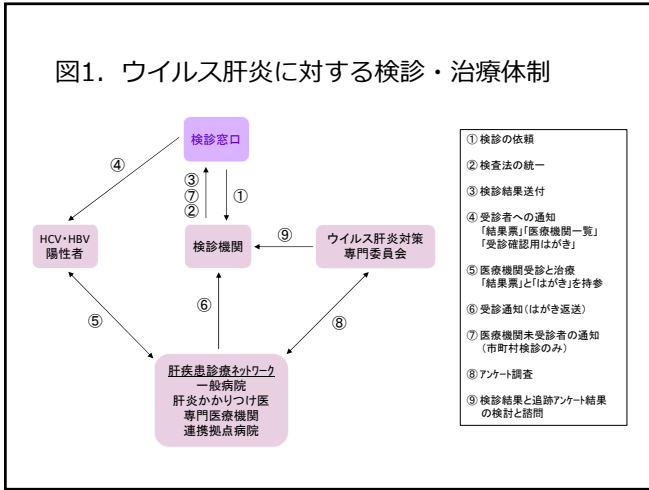 図1. ウイルス肝炎に対する検診・治療体制
検診窓口
④
③
⑦
②
①
HCV・HBV
陽性者
検診機関
⑨
ウイルス肝炎対策
専門委員会
⑤
⑥
⑧
肝疾患診療ネットワーク
一般病院
肝炎かかりつけ医
専門医療機関
連携拠点病院
①検診の依頼
②検査法の統一
③検診結果送付
④受診者への通知
「結果票」「医療機関一覧」
「受診確認用はがき」
⑤医療機関受診と治療
「結果票」と「はがき」を持参
⑥受診通知(はがき返送)
⑦医療機関未受診者の通知
(市町村検診のみ)
⑧アンケート調査
⑨検診結果と追跡アンケート結果
の検討と諮問